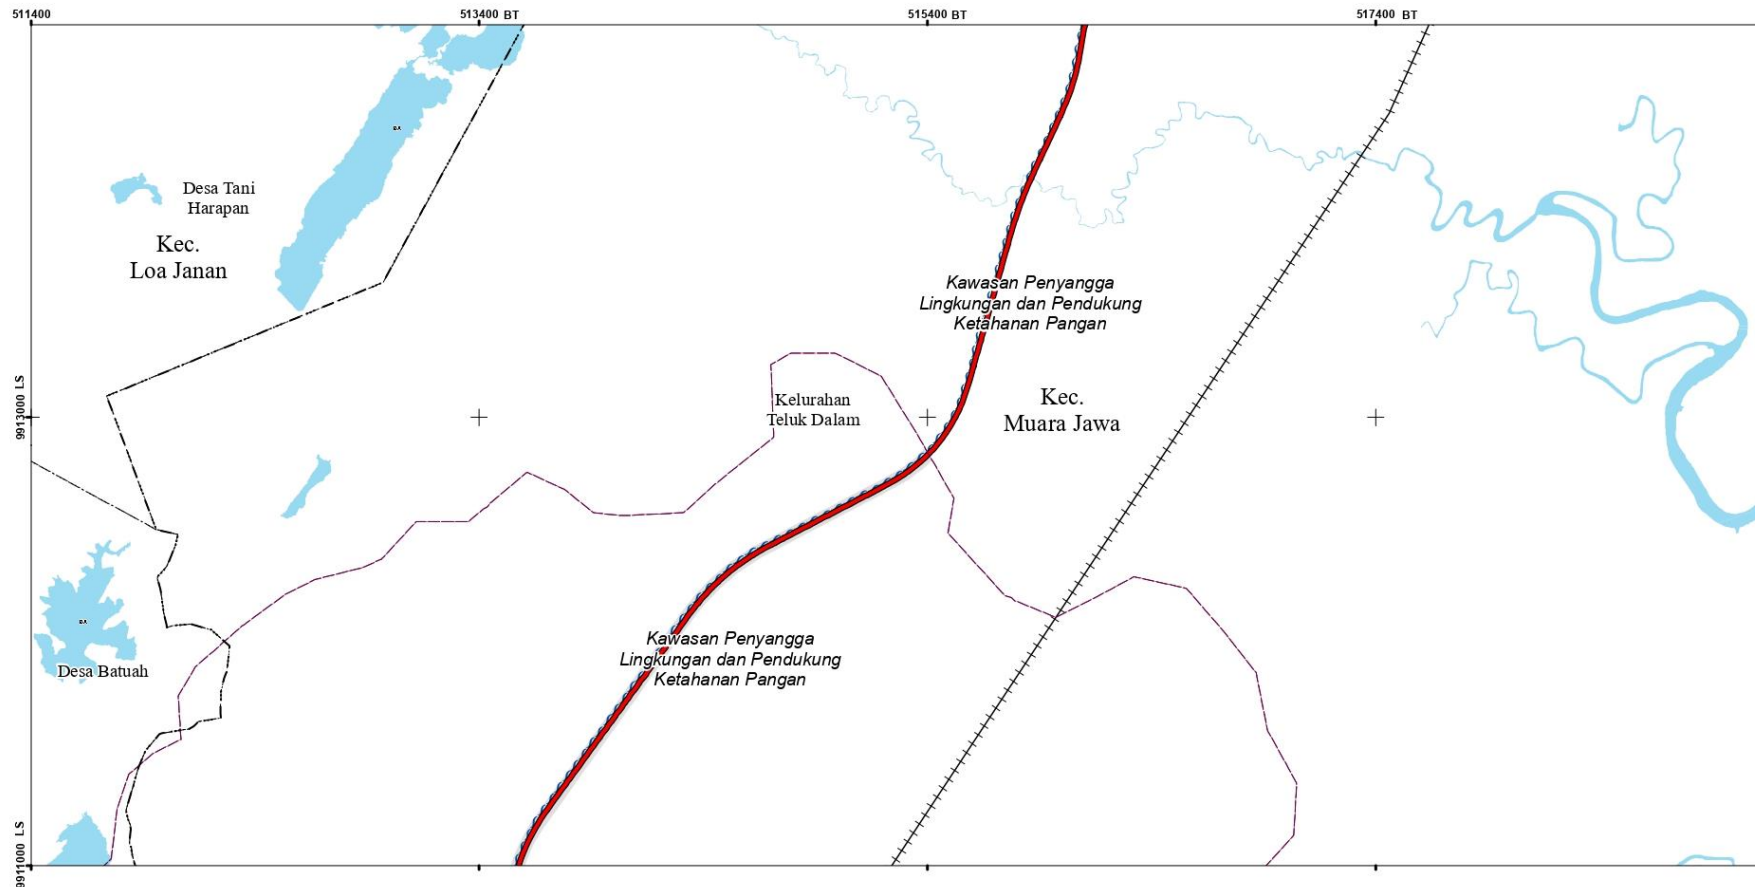 511400
513400 BT
515400 BT
517400 BT
BA
Desa Tani
Harapan
Kec.
Loa Janan
Kawasan Penyangga
Lingkungan dan Pendukung
Ketahanan Pangan
9913000 LS
Kelurahan
Teluk Dalam
Kec.
Muara Jawa
BA
Desa Batuah
Kawasan Penyangga
Lingkungan dan Pendukung
Ketahanan Pangan
9911000 LS